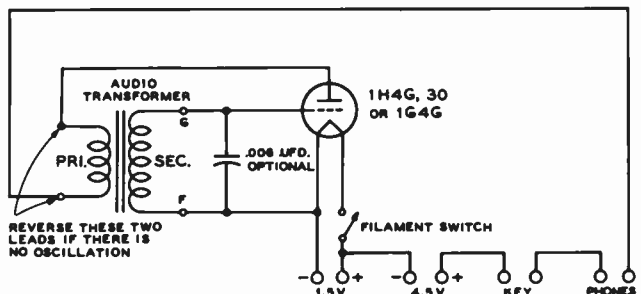 AUDIO
TRANSFORMER
1H4G, 30
OR 1G4G
G
PRI.
SEC.
.006 UFD.
OPTIONAL
F
REVERSE THESE TWO
LEADS IF THERE IS
NO OSCILLATION
FILAMENT SWITCH
- + - +
1.5V 4.5V KEY PHONES